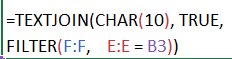 =TEXTJOIN(CHAR(10), TRUE,
FILTER(F:F, E:E = B3))